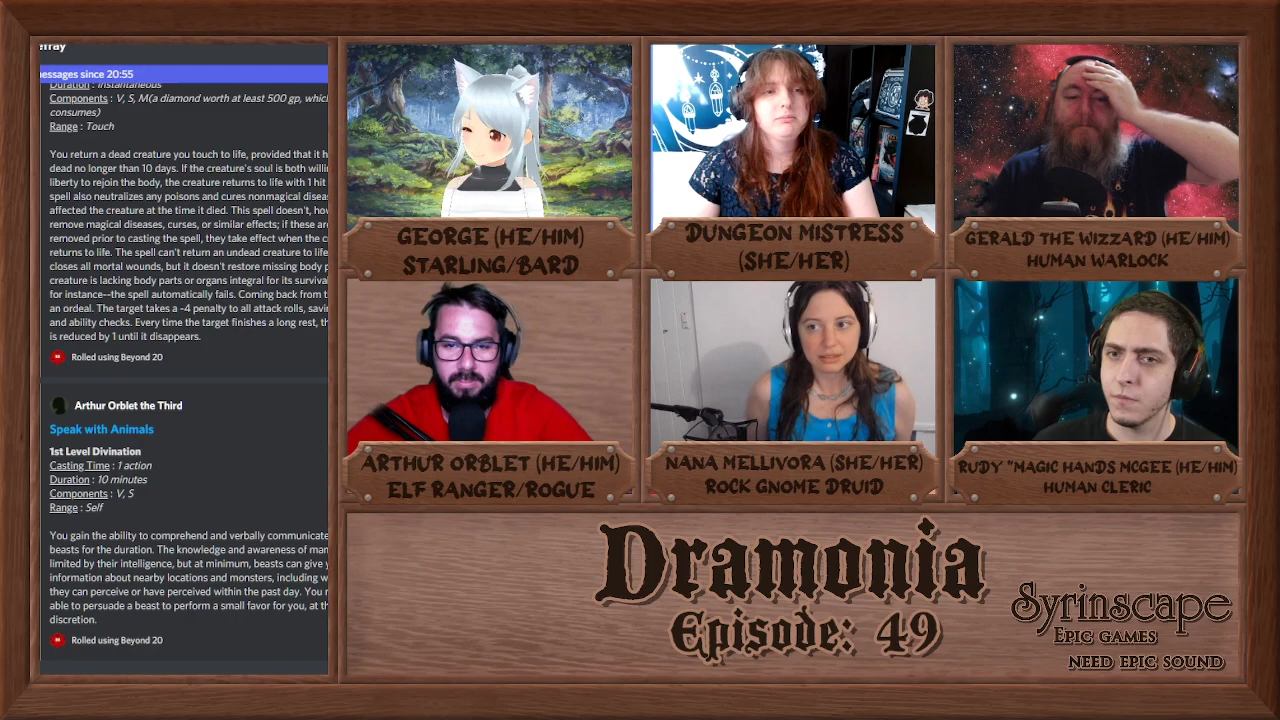 essages since 20:55
Duration : Instantaneous
Components : V, S, M(a diamond worth at least 500 gp, which
consumes)
Range : Touch
You return a dead creature you touch to life, provided that it h
dead no longer than 10 days. If the creature's soul is both willin
liberty to rejoin the body, the creature returns to life with 1 hit
spell also neutralizes any poisons and cures nonmagical disea
affected the creature at the time it died. This spell doesn't, how
remove magical diseases, curses, or similar effects; if these are
removed prior to casting the spell, they take effect when the c
returns to life. The spell can't return an undead creature to life
closes all mortal wounds, but it doesn't restore missing body p
creature is lacking body parts or organs integral for its survival
for instance--the spell automatically fails. Coming back from t
an ordeal. The target takes a -4 penalty to all attack rolls, savin
and ability checks. Every time the target finishes a long rest, th
is reduced by 1 until it disappears.
Rolled using Beyond 20
Arthur Orblet the Third
Speak with Animals
1st Level Divination
Casting Time : 1 action
Duration : 10 minutes
Components : V, S
Range : Self
You gain the ability to comprehend and verbally communicate
beasts for the duration. The knowledge and awareness of man
limited by their intelligence, but at minimum, beasts can give y
information about nearby locations and monsters, including w
they can perceive or have perceived within the past day. You m
able to persuade a beast to perform a small favor for you, at th
discretion.
Rolled using Beyond 20
GEORGE (HE/HIM)
STARLING/BARD
DUNGEON MISTRESS
(SHE/HER)
GERALD THE WIZZARD (HE/HIM)
HUMAN WARLOCK
ARTHUR ORBLET (HE/HIM)
ELF RANGER/ROGUE
NANA MELLIVORA (SHE/HER)
ROCK GNOME DRUID
RUDY "MAGIC HANDS MCGEE (HE/HIM)
HUMAN CLERIC
Dramonia
Episode: 49
Syrinscape
EPIC GAMES
NEED EPIC SOUND